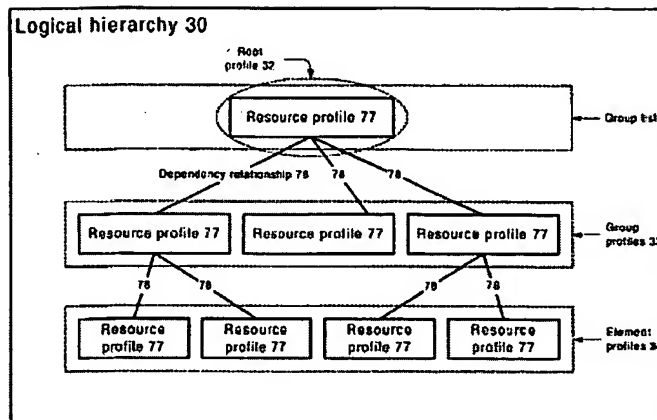 Logical hierarchy 30
Root
profile 32
Resource profile 77
Group list
Dependency relationship 78
78
78
Resource profile 77
Resource profile 77
Resource profile 77
Group
profiles 33
78
78
78
78
Resource
profile 77
Resource
profile 77
Resource
profile 77
Resource
profile 77
Element
profiles